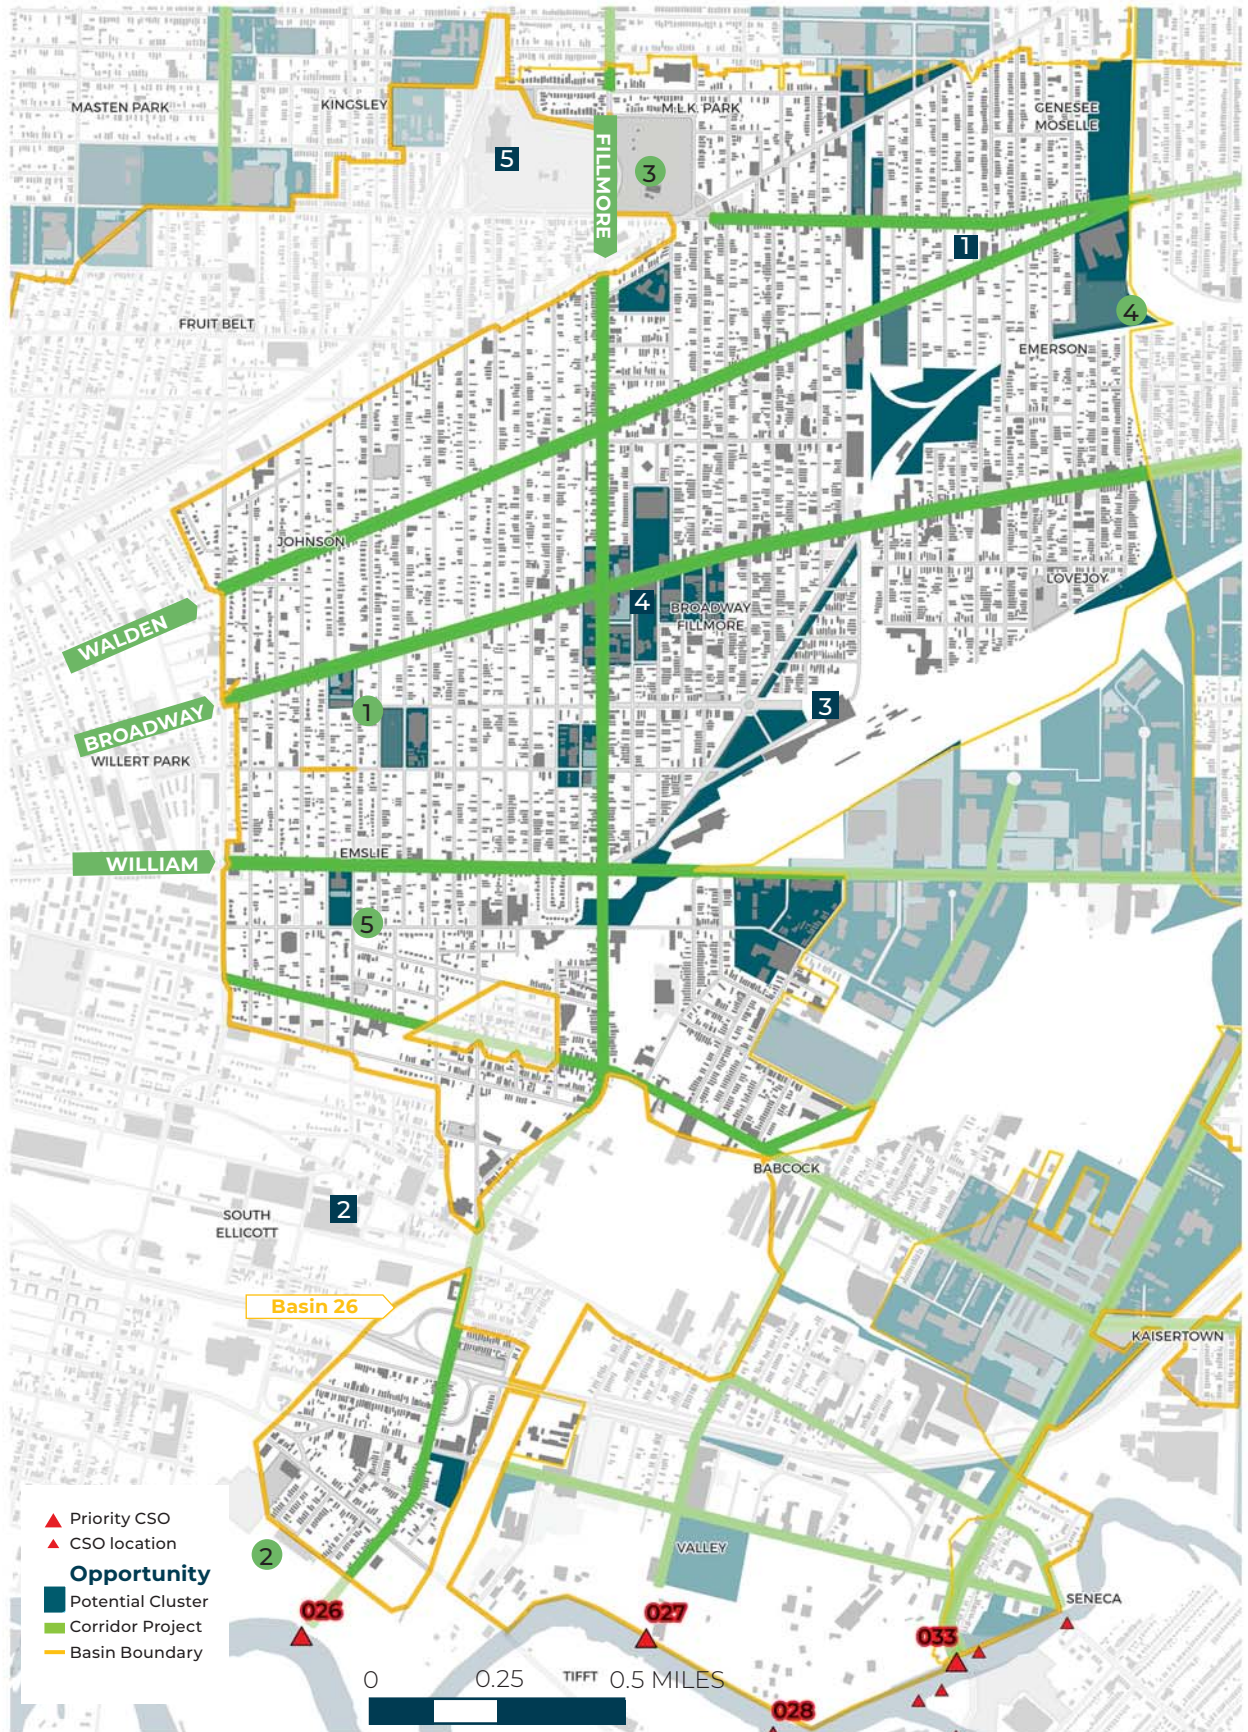 MASTEN PARK
KINGSLEY
M.L.K. PARK
GENESEE
MOSELLE
5
3
FILLMORE
1
4
FRUIT BELT
EMERSON
JOHNSON
LOVEJOY
4
BROADWAY
FILLMORE
WALDEN
3
1
BROADWAY
WILLERT PARK
EMSLIE
WILLIAM
5
BABCOCK
2
SOUTH
ELLICOTT
Basin 26
KAISERTOWN
Priority CSO
CSO location
Opportunity
Potential Cluster
Corridor Project
Basin Boundary
2
VALLEY
SENECA
026
027
033
TIFFT
0 0.25 0.5 MILES
028